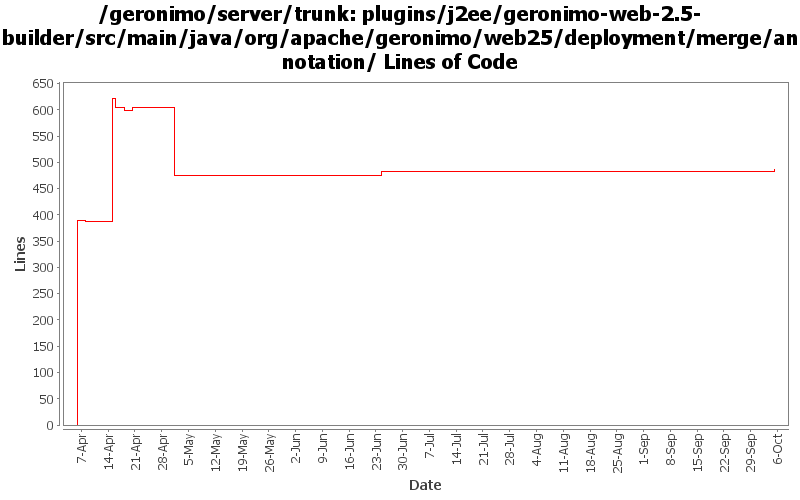 /geronimo/server/trunk: plugins/j2ee/geronimo-web-2.5-
builder/src/main/java/org/apache/geronimo/web25/deployment/merge/an
notation/ Lines of Code
650
600
550
500
450
400
350
300
250
200
150
100
50
0
Lines
7-Apr
14-Apr
21-Apr
28-Apr
5-May
12-May
19-May
26-May
2-Jun
9-Jun
16-Jun
23-Jun
30-Jun
7-Jul
14-Jul
21-Jul
28-Jul
4-Aug
11-Aug
18-Aug
25-Aug
1-Sep
8-Sep
15-Sep
22-Sep
29-Sep
6-Oct
Date